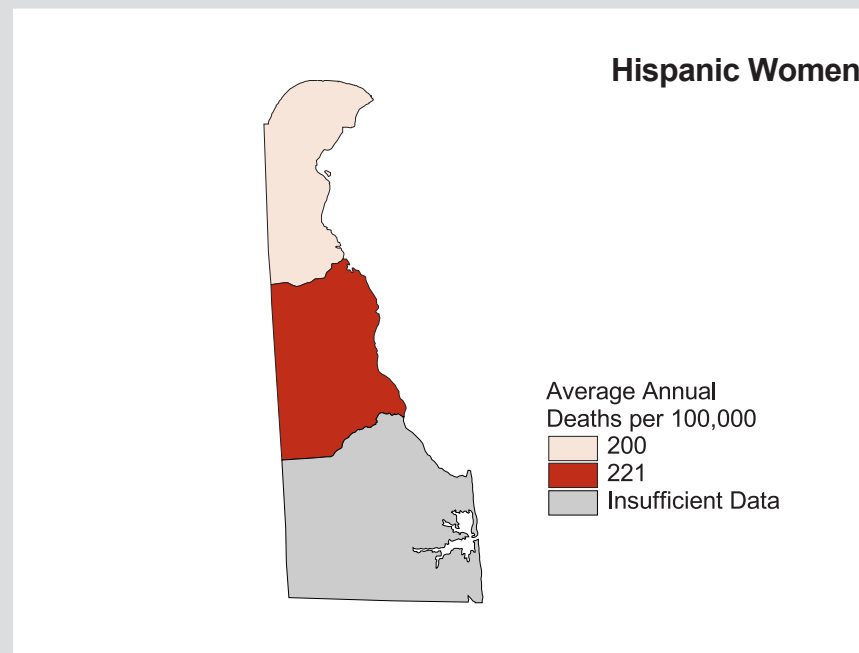 Hispanic Women
Average Annual
Deaths per 100,000
200
221
Insufficient Data